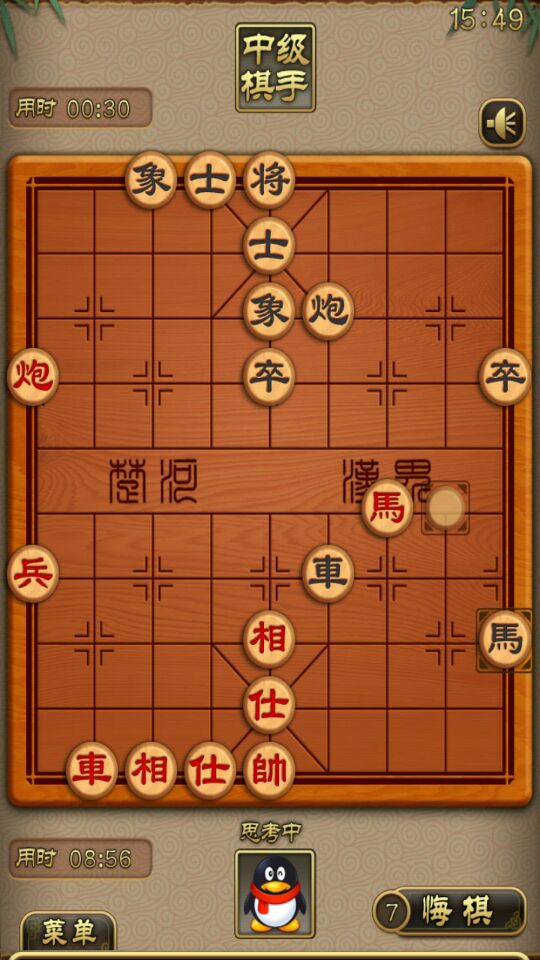 15:49
中级
棋手
用时 00:30
象 士 将
士
象 炮
炮 卒 卒
楚河 漢界
馬
兵 車
相 馬
仕
車 相 仕 帥
思考中
用时 08:56
7 悔棋
菜单